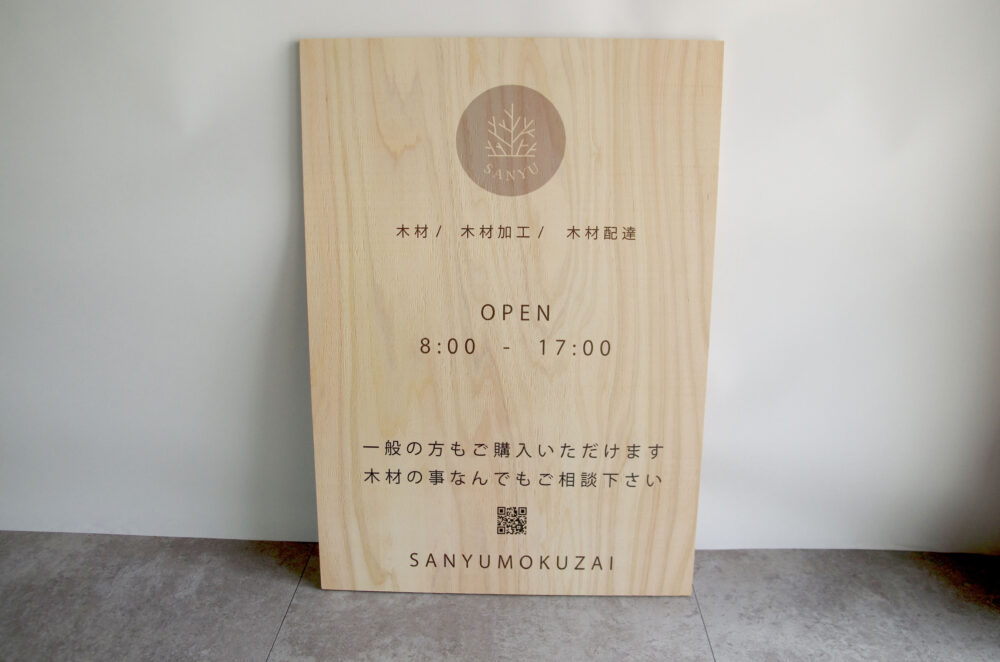 SANYU
木材/ 木材加工/ 木材配達
OPEN
8:00 - 17:00
一般の方もご購入いただけます
木材の事なんでもご相談下さい
SANYUMOKUZAI